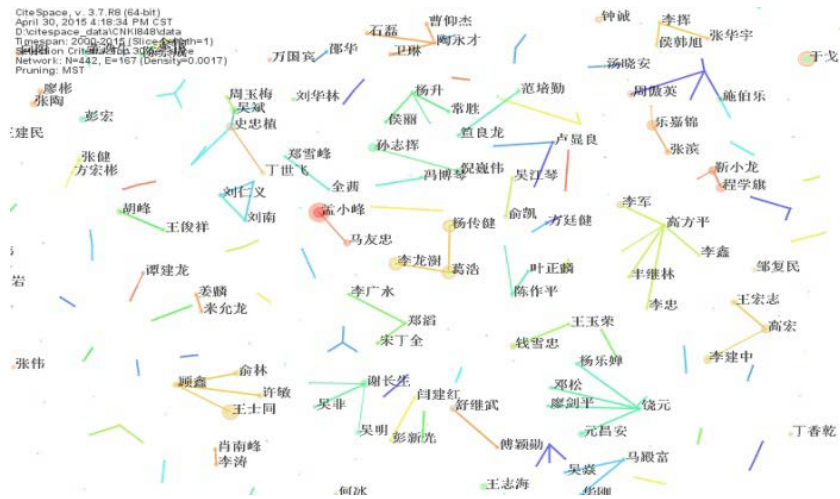 CiteSpace, v. 3.7.R8 (64-bit)
April 30, 2015 4:18:34 PM CST
D:\citespace_data\CNKI848\data
Timespan: 2000-2015 (Slice Length=1)
Network: N=442, E=167 (Density=0.0017)
Pruning: MST
石磊
曹仰杰
陶永才
卫琳
邵华
万国宾
钟诚
李挥
张华宇
侯韩旭
于戈
汤晓安
周傲英
施伯乐
廖彬
张陶
彭宏
周玉梅
吴斌
史忠植
刘华林
杨升
常胜
侯丽
范培勤
笪良龙
乐嘉锦
张滨
孙志挥
倪巍伟
卢显良
靳小龙
程学旗
张健
方宏彬
丁世飞
郑雪峰
全茜
冯博琴
吴江琴
俞凯
方廷健
刘仁义
刘南
胡峰
王俊祥
孟小峰
马友忠
杨传健
李龙澍
葛浩
李军
高方平
李鑫
半继林
李忠
邹复民
岩
谭建龙
姜麟
米允龙
李广水
郑滔
宋丁全
叶正麟
陈作平
王宏志
高宏
李建中
王玉荣
钱雪忠
张伟
顾鑫
俞林
许敏
王士同
谢长生
吴非
吴明
闫建红
彭新光
舒继武
傅颖勋
杨乐婵
邓松
廖剑平
饶元
元昌安
丁香乾
肖南峰
李涛
何冰
王志海
吴焱
马殿富